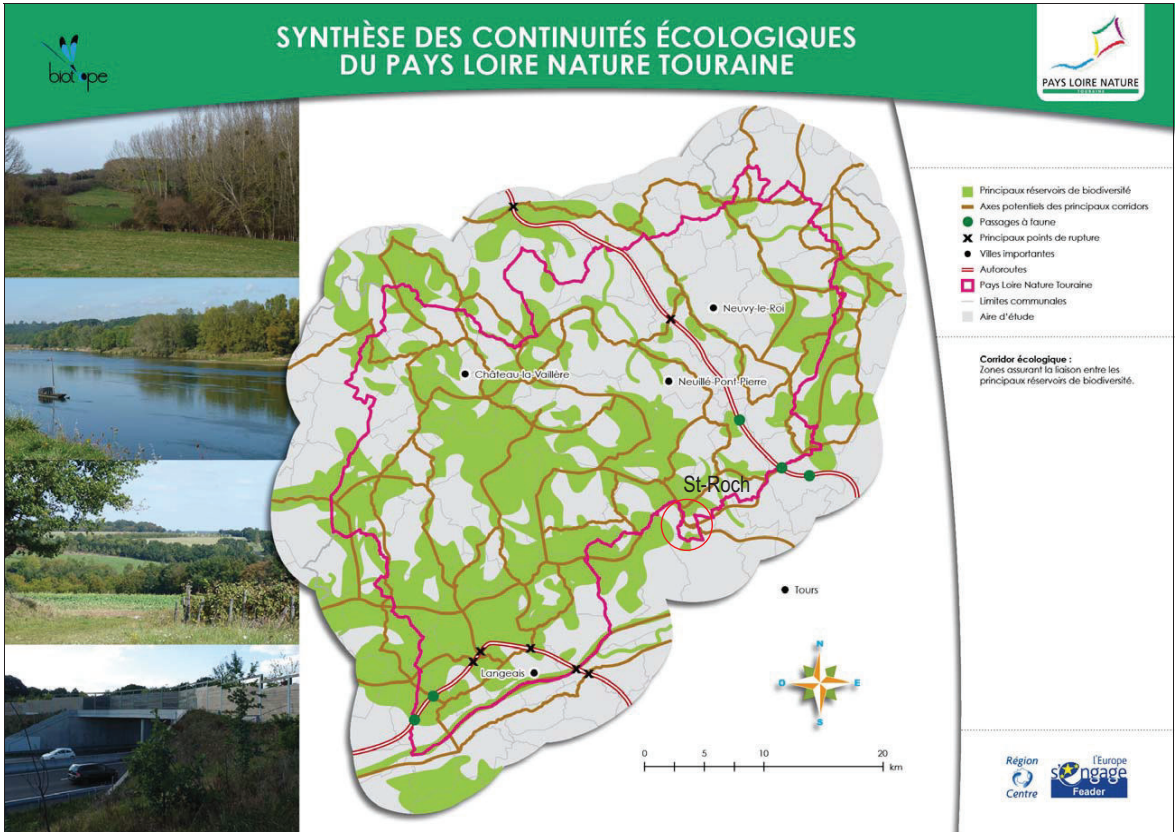 biotope
SYNTHÈSE DES CONTINUITÉS ÉCOLOGIQUES
DU PAYS LOIRE NATURE TOURAINE
PAYS LOIRE NATURE
TOURAINE
Principaux réservoirs de biodiversité
Axes potentiels des principaux corridors
Passages à faune
Principaux points de rupture
Villes importantes
Autoroutes
Pays Loire Nature Touraine
Limites communales
Aire d'étude
Corridor écologique :
Zones assurant la liaison entre les
principaux réservoirs de biodiversité.
Neuvy-le-Roi
Château-la-Vallière
Neuillé-Pont-Pierre
St-Roch
Tours
Langeais
N
O
E
S
0
5
10
20
km
Région
Centre
l'Europe
s'engage
Feader